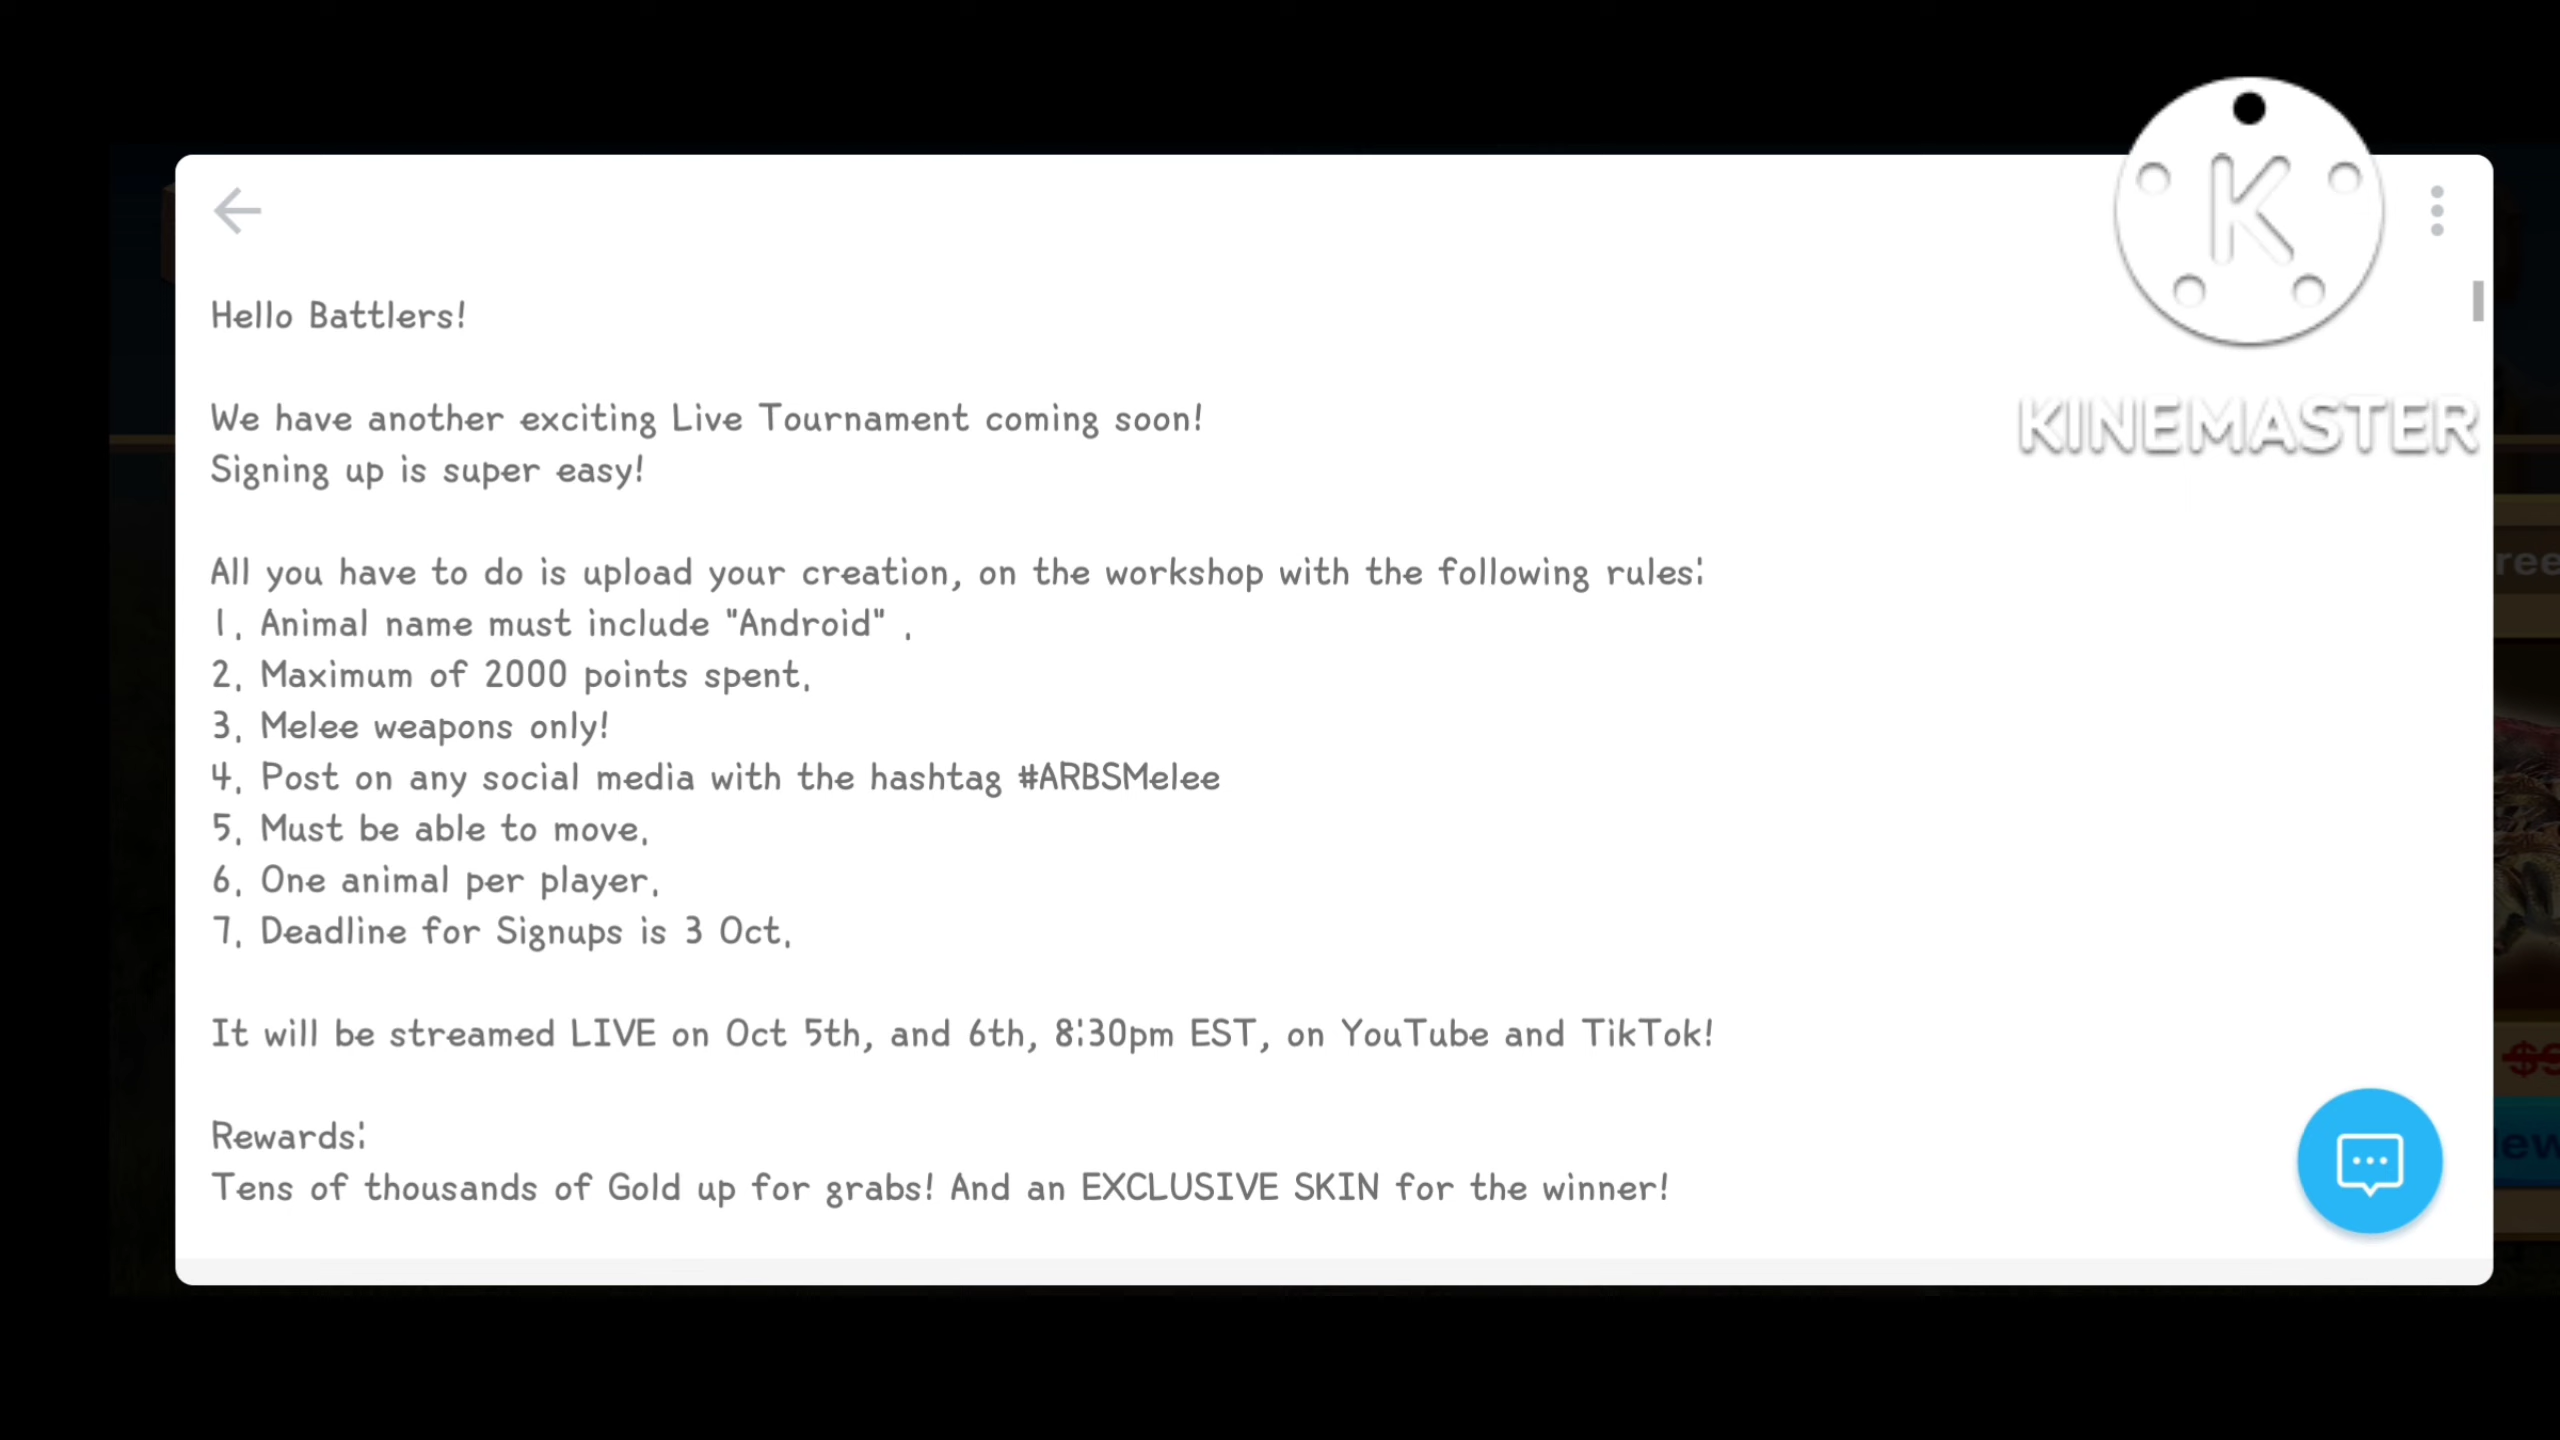 Hello Battlers!
We have another exciting Live Tournament coming soon!
Signing up is super easy!
All you have to do is upload your creation, on the workshop with the following rules:
1. Animal name must include "Android" .
2. Maximum of 2000 points spent.
3. Melee weapons only!
4. Post on any social media with the hashtag #ARBSMelee
5. Must be able to move.
6. One animal per player.
7. Deadline for Signups is 3 Oct.
It will be streamed LIVE on Oct 5th, and 6th, 8:30pm EST, on YouTube and TikTok!
Rewards:
Tens of thousands of Gold up for grabs! And an EXCLUSIVE SKIN for the winner!
K
KINEMASTER